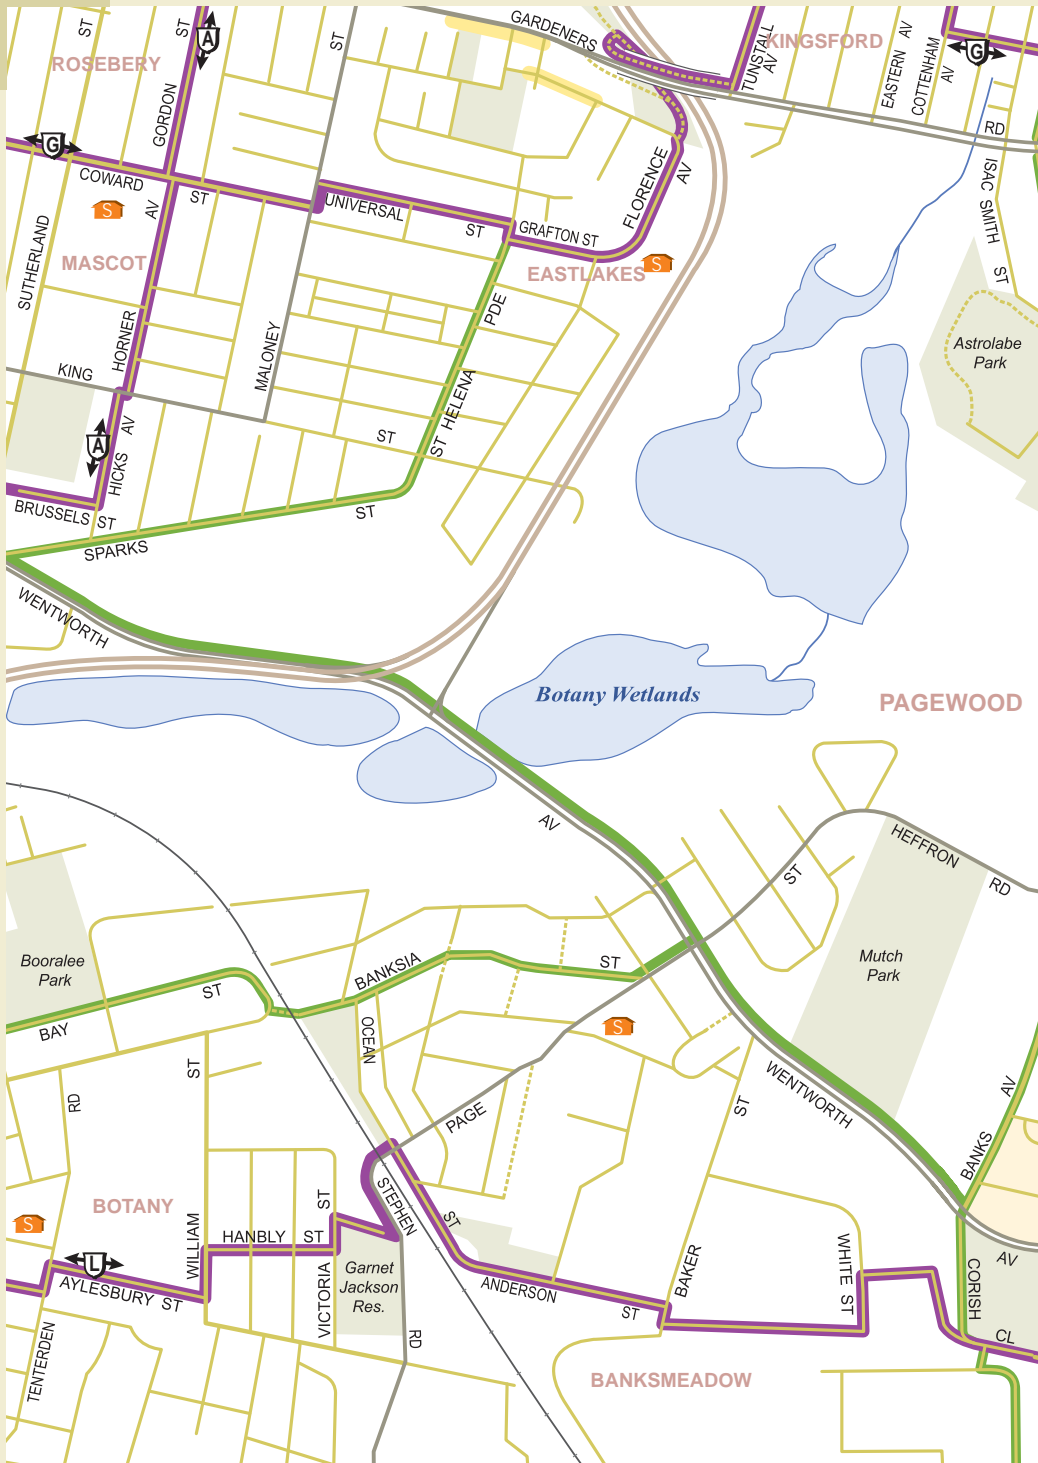 GARDENERS
ST
ST
ST
ROSEBERY
A
GORDON
TUNSTALL
AV
KINGSFORD
EASTERN AV
COTTENHAM
AV
G
RD
G
COWARD
ST
S
AV
UNIVERSAL
ST
GRAFTON ST
FLORENCE
AV
ISAC SMITH ST
SUTHERLAND
MASCOT
EASTLAKES
S
PDE
HORNER
MALONEY
Astrolabe
Park
KING
ST
ST HELENA
AV
A
HICKS
BRUSSELS ST
SPARKS
ST
WENTWORTH
Botany Wetlands
PAGEWOOD
AV
HEFFRON
RD
ST
Booralee
Park
BANKSIA
ST
Mutch
Park
ST
BAY
OCEAN
S
ST
RD
PAGE
ST
WENTWORTH
AV
BANKS
BOTANY
S
STEPHEN
ST
WILLIAM
HANBLY ST
ST
L
AYLESBURY ST
VICTORIA
Garnet
Jackson
Res.
ANDERSON
ST
BAKER
WHITE ST
CORISH
AV
CL
TENTERDEN
RD
BANKSMEADOW